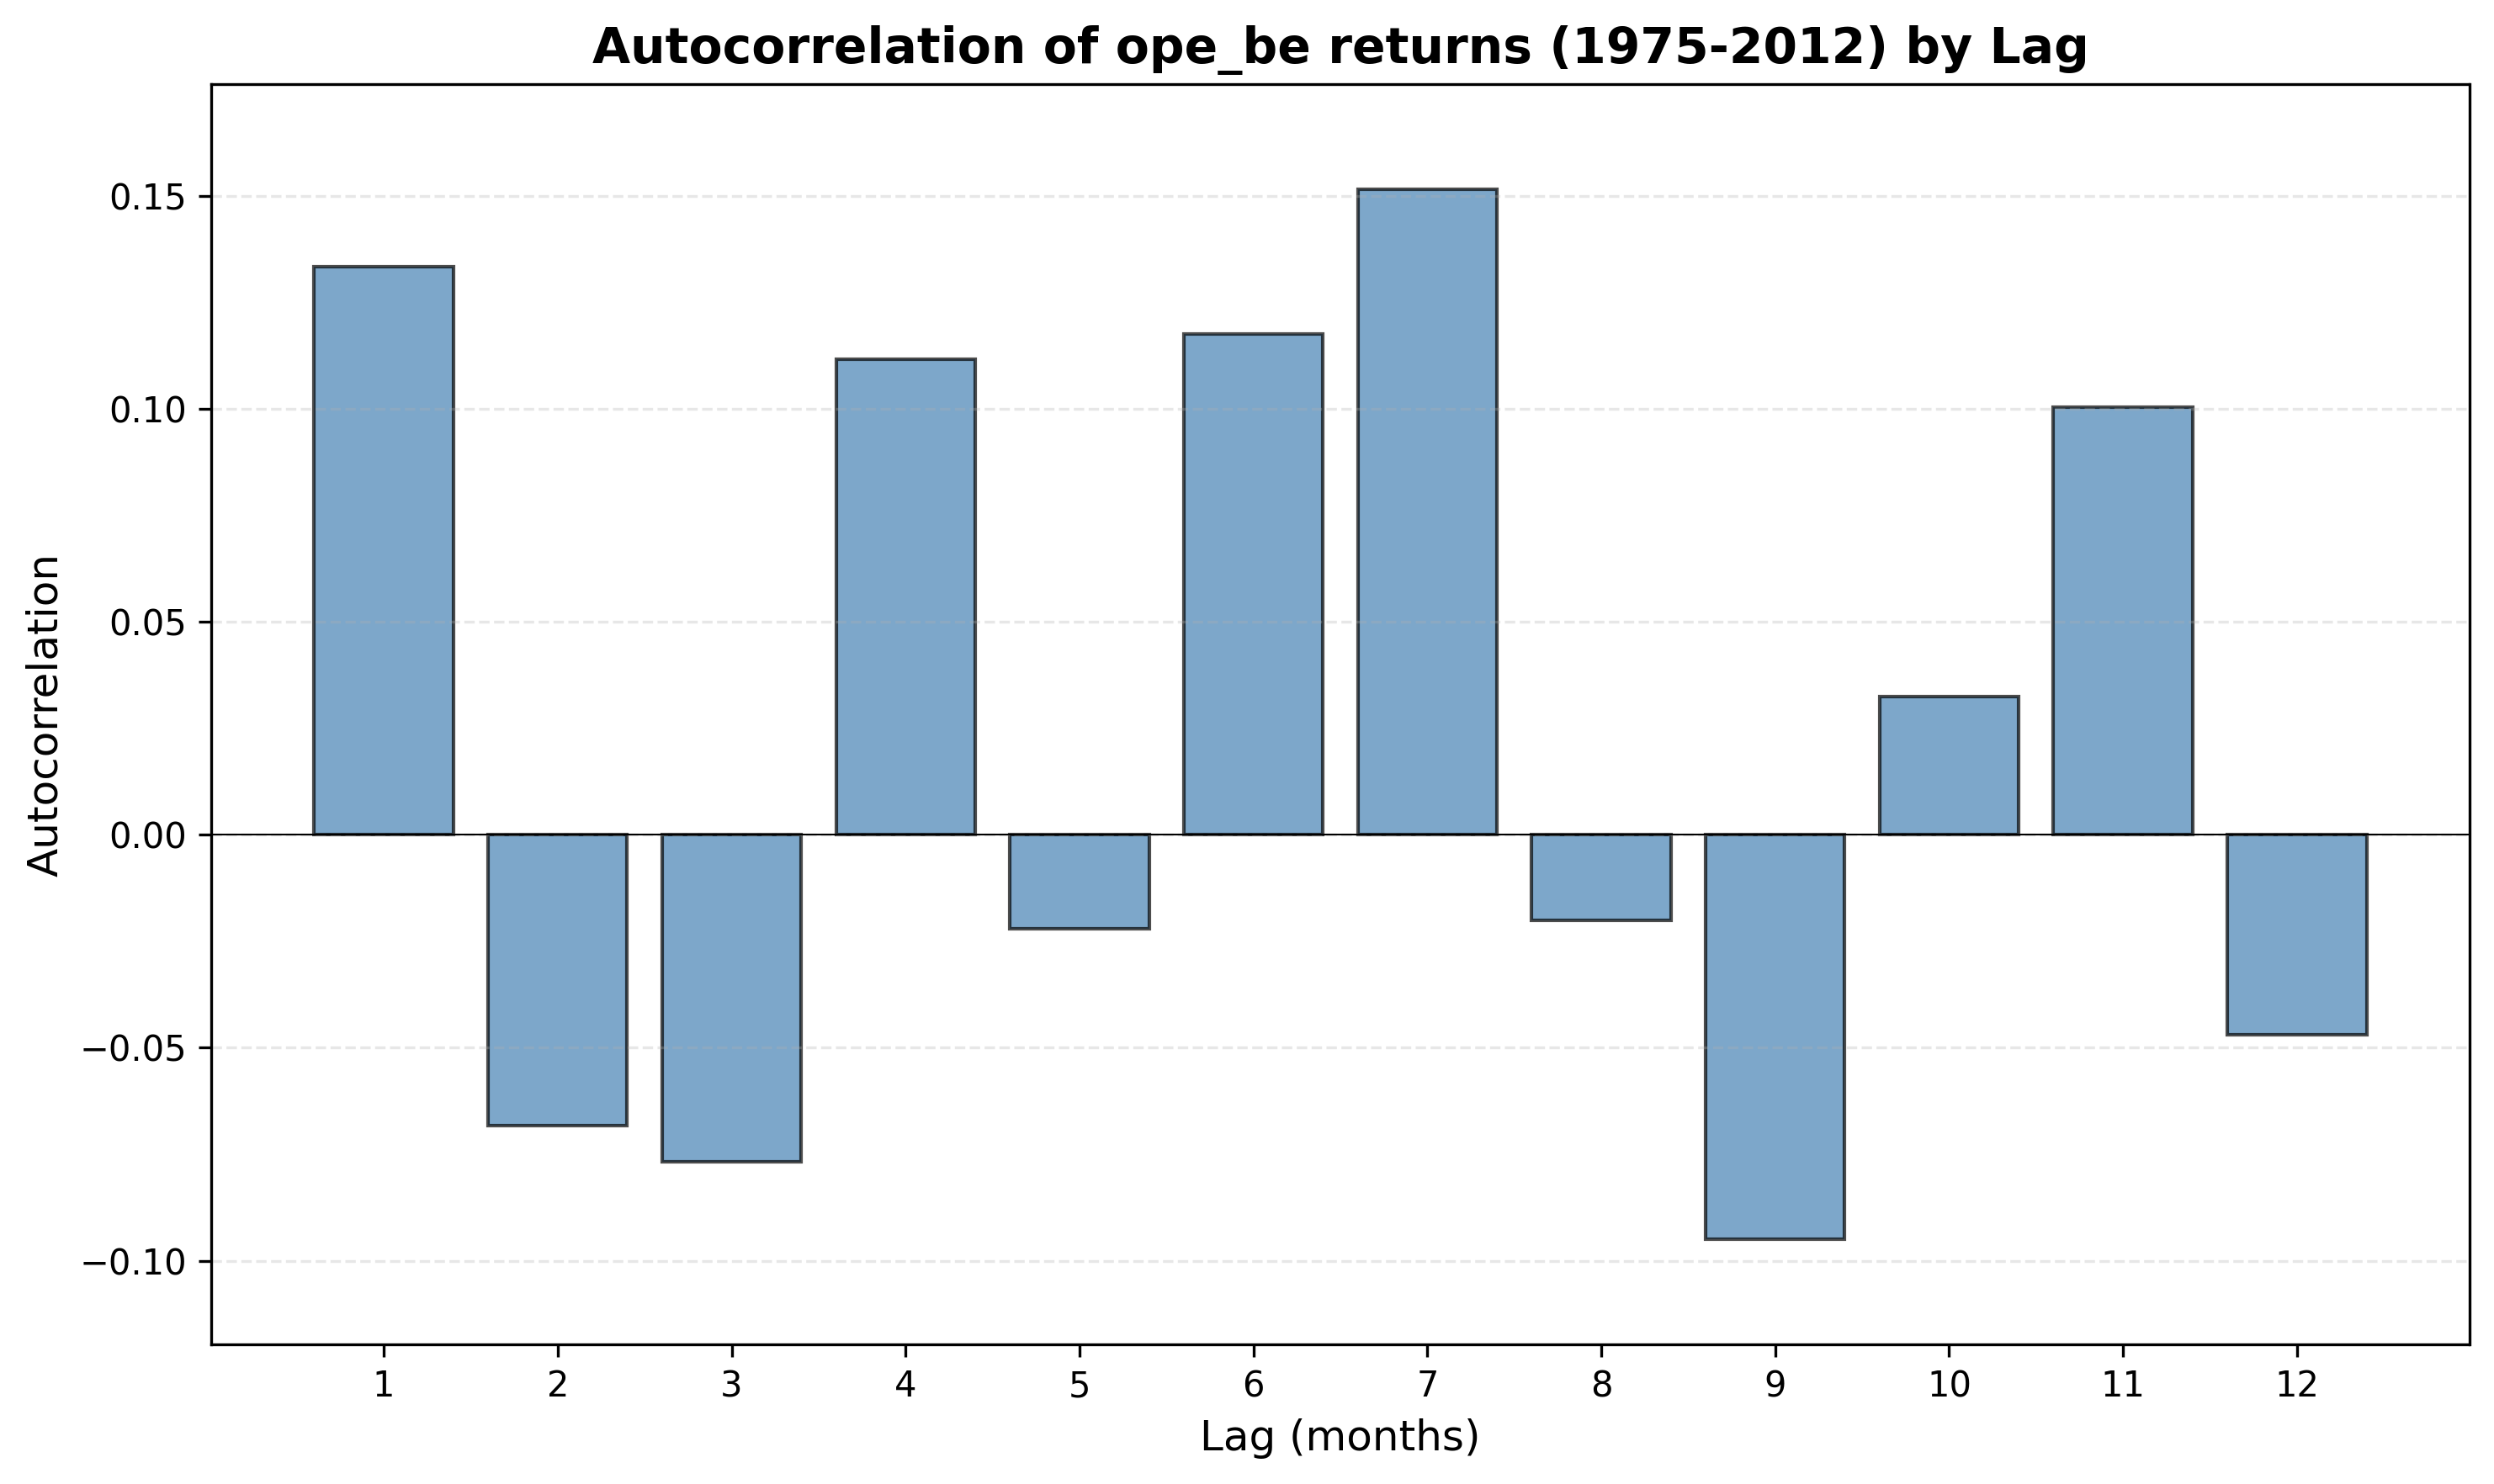 Autocorrelation of ope_be returns (1975-2012) by Lag
Autocorrelation
0.15
0.10
0.05
0.00
−0.05
−0.10
1 2 3 4 5 6 7 8 9 10 11 12
Lag (months)